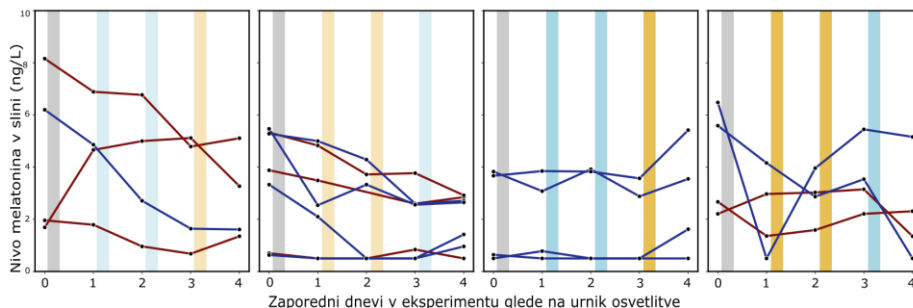 Nivo melatonina v slini (ng/L)
10
8
6
4
2
0
0 1 2 3 4
0 1 2 3 4
0 1 2 3 4
0 1 2 3 4
Zaporedni dnevi v eksperimentu glede na urnik osvetlitve